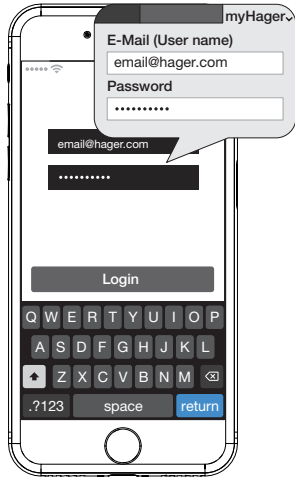 myHager
E-Mail (User name)
email@hager.com
Password
••••••••••
email@hager.com
••••••••••
Login
Q W E R T Y U I O P
A S D F G H J K L
Z X C V B N M
.?123 space return